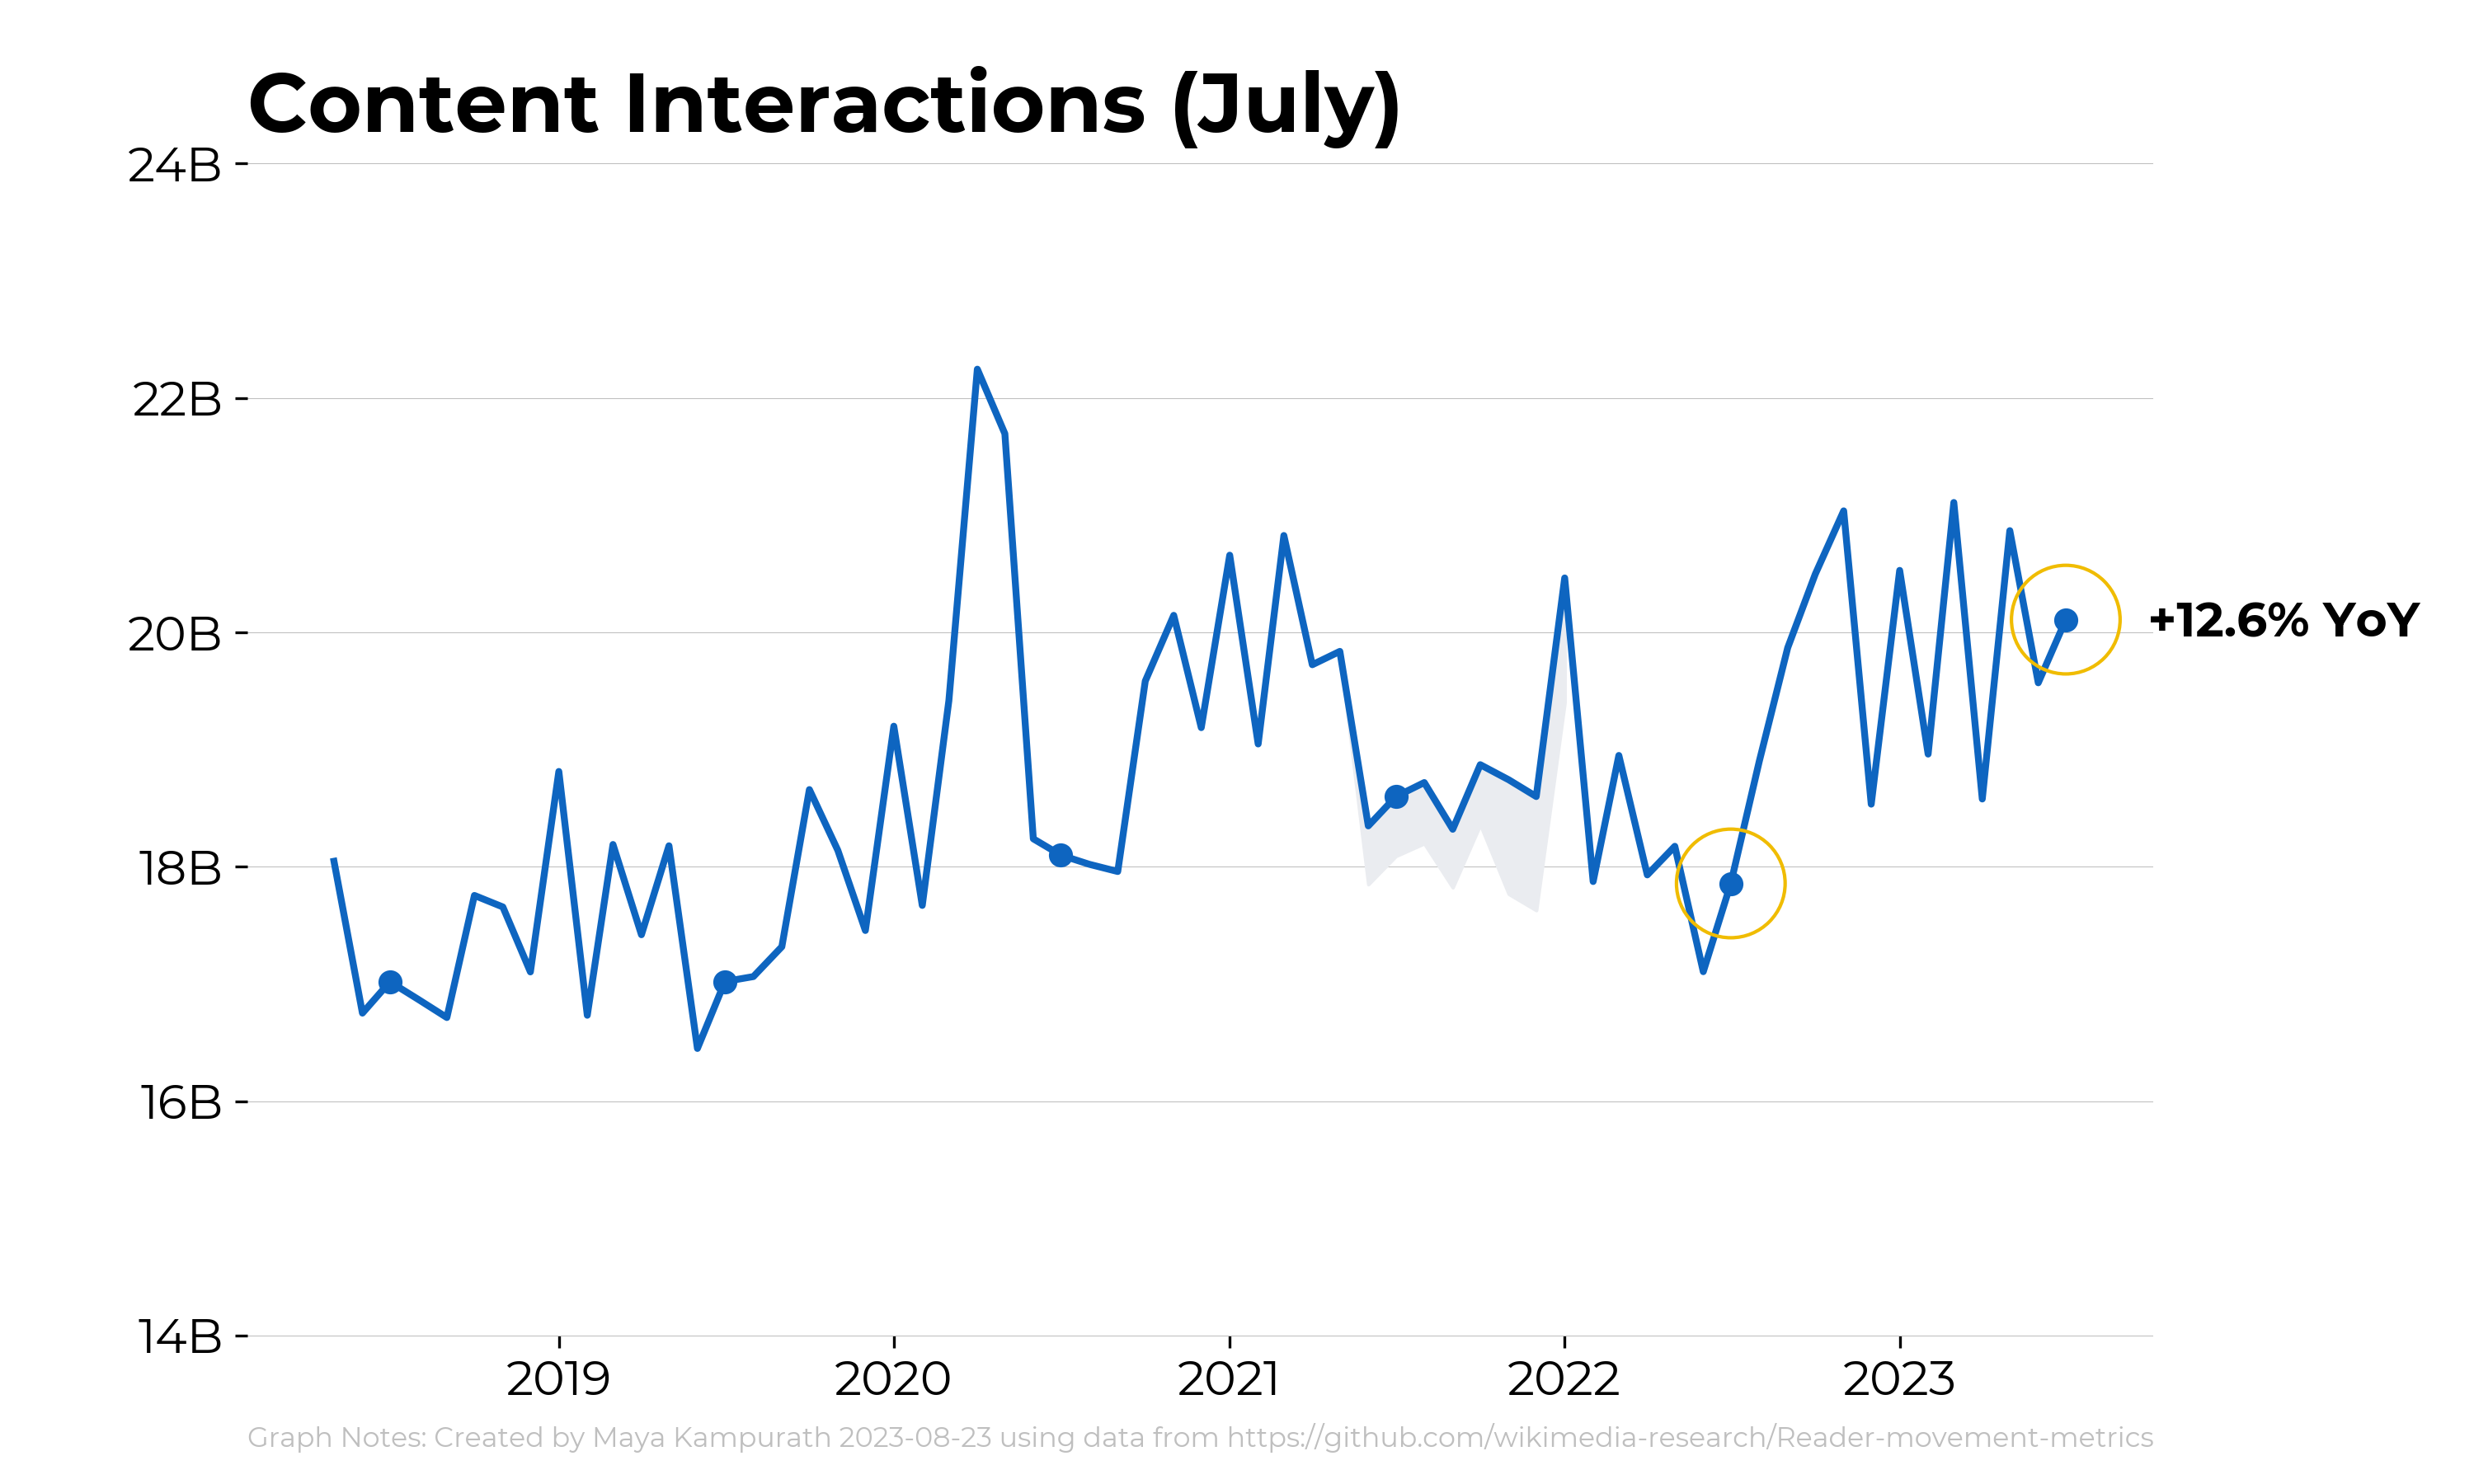 Content Interactions (July)
24B
22B
20B
+12.6% YoY
18B
16B
14B
2019 2020 2021 2022 2023
Graph Notes: Created by Maya Kampurath 2023-08-23 using data from https://github.com/wikimedia-research/Reader-movement-metrics